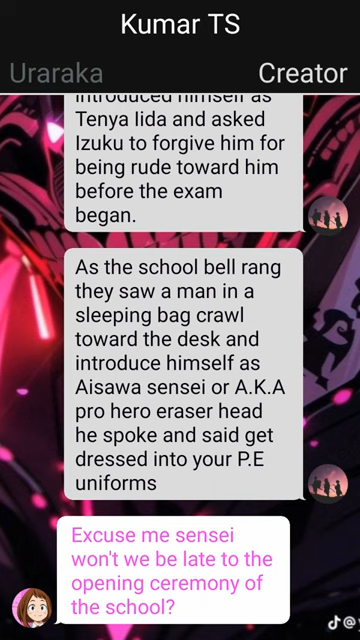 Kumar TS
Uraraka
Creator
introduced himself as
Tenya Iida and asked
Izuku to forgive him for
being rude toward him
before the exam
began.
As the school bell rang
they saw a man in a
sleeping bag crawl
toward the desk and
introduce himself as
Aisawa sensei or A.K.A
pro hero eraser head
he spoke and said get
dressed into your P.E
uniforms
Excuse me sensei
won't we be late to the
opening ceremony of
the school?
@